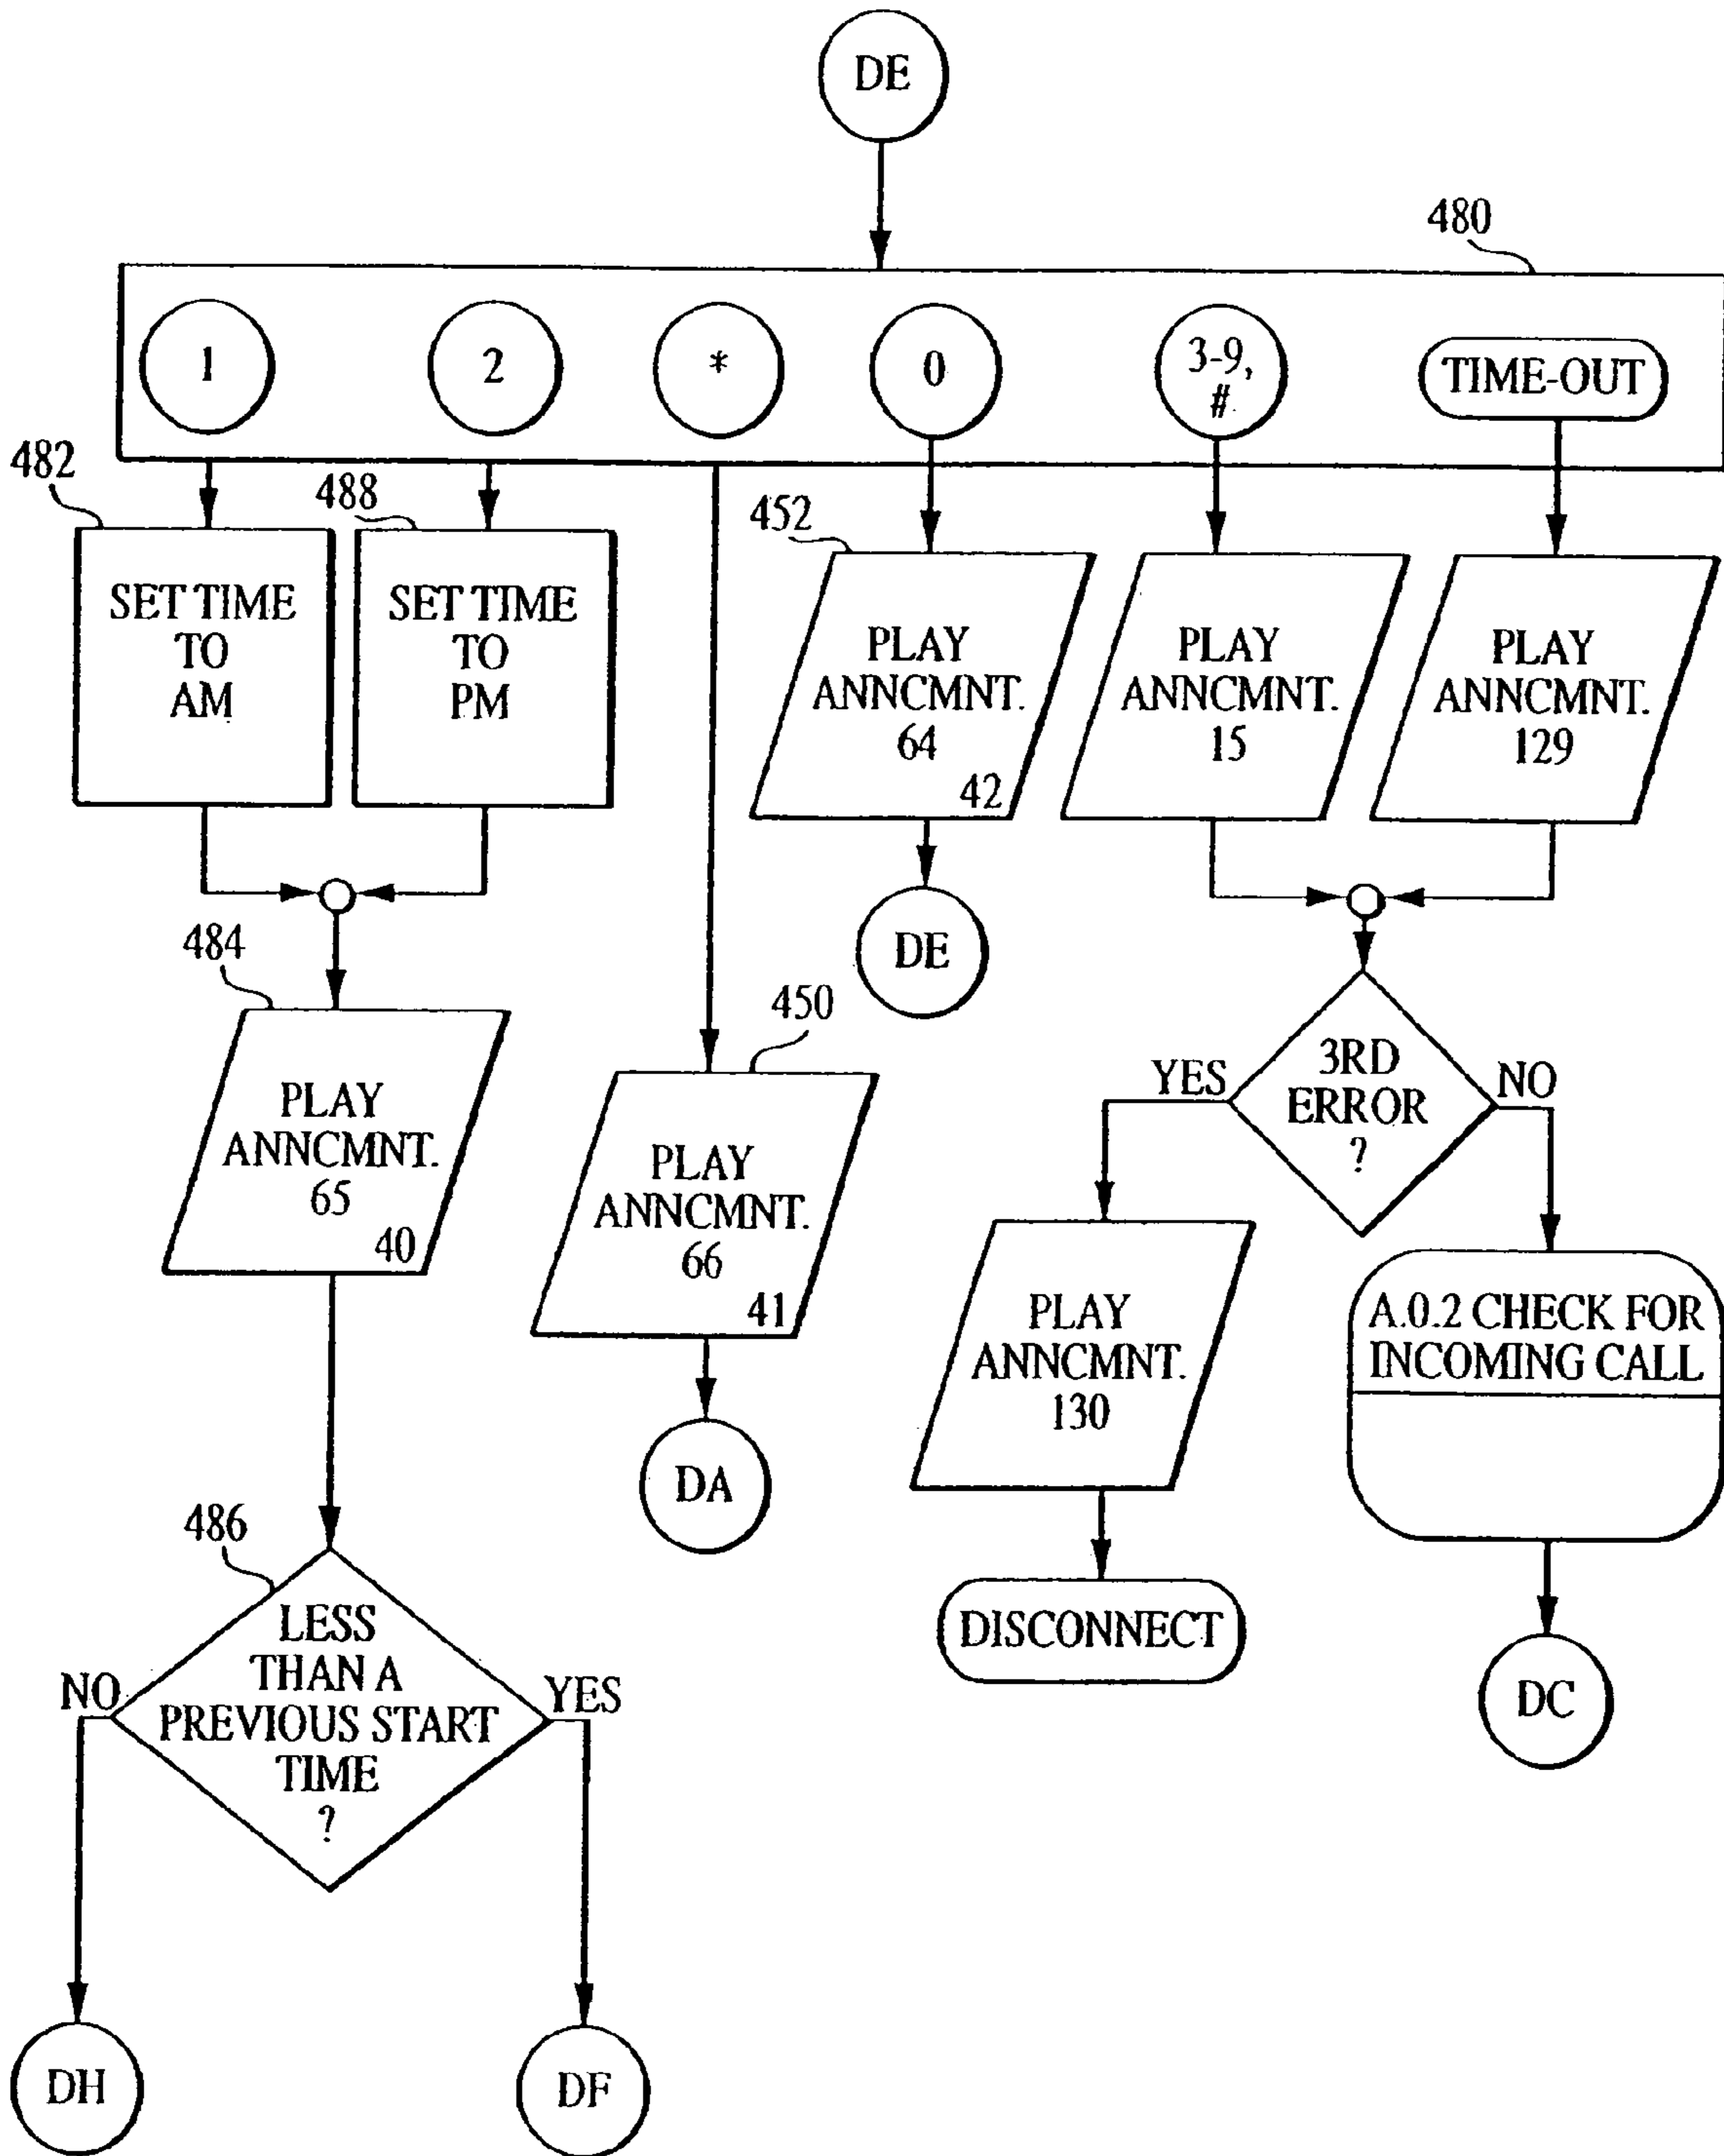 DE
480
1
2
*
0
3-9,
#
TIME-OUT
482
488
452
SET TIME
TO
AM
SET TIME
TO
PM
PLAY
ANNCMNT.
64
42
PLAY
ANNCMNT.
15
PLAY
ANNCMNT.
129
DE
484
450
PLAY
ANNCMNT.
65
40
PLAY
ANNCMNT.
66
41
YES
3RD
ERROR
?
NO
PLAY
ANNCMNT.
130
A.0.2 CHECK FOR
INCOMING CALL
DA
DISCONNECT
DC
486
NO
LESS
THAN A
PREVIOUS START
TIME
?
YES
DH
DF